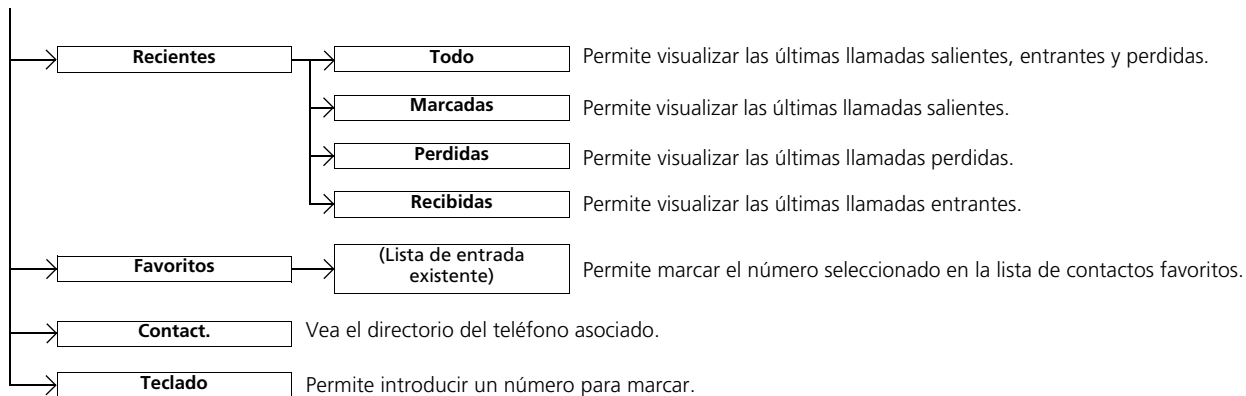 Recientes
Todo
Permite visualizar las últimas llamadas salientes, entrantes y perdidas.
Marcadas
Permite visualizar las últimas llamadas salientes.
Perdidas
Permite visualizar las últimas llamadas perdidas.
Recibidas
Permite visualizar las últimas llamadas entrantes.
Favoritos
(Lista de entrada
existente)
Permite marcar el número seleccionado en la lista de contactos favoritos.
Contact.
Vea el directorio del teléfono asociado.
Teclado
Permite introducir un número para marcar.